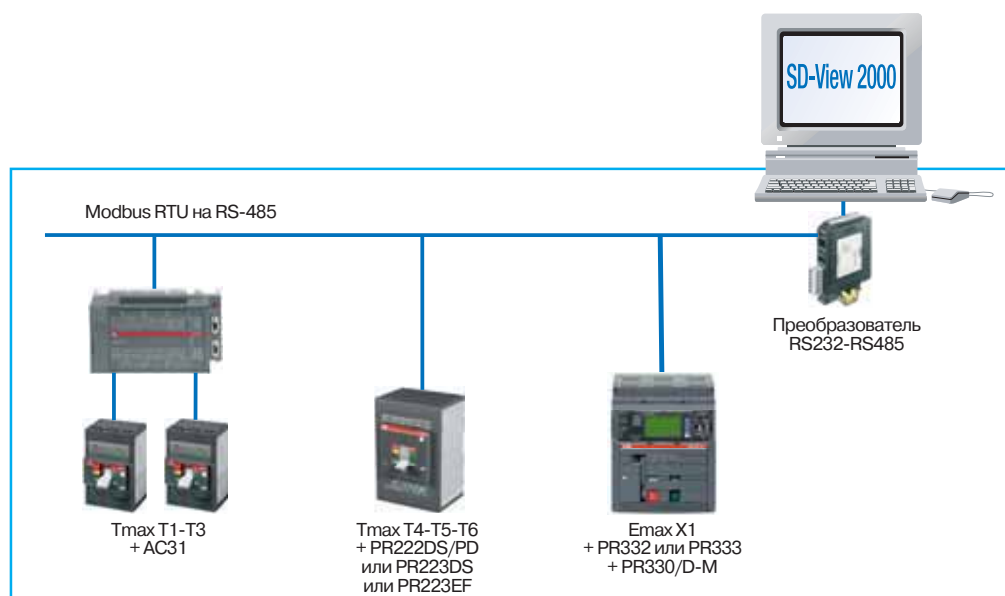 SD-View 2000
Modbus RTU на RS-485
Преобразователь
RS232-RS485
Tmax T1-T3
+ AC31
Tmax T4-T5-T6
+ PR222DS/PD
или PR223DS
или PR223EF
Emax X1
+ PR332 или PR333
+ PR330/D-M